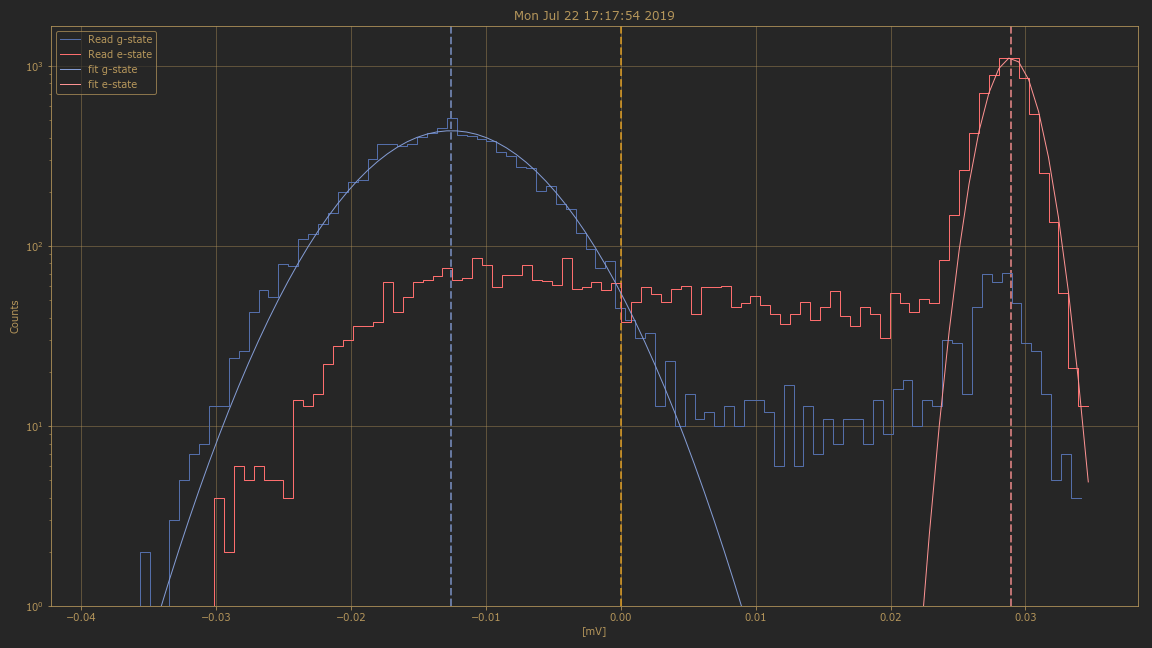 Mon Jul 22 17:17:54 2019
Read g-state
Read e-state
fit g-state
fit e-state
10³
10²
10¹
10⁰
Counts
−0.04 −0.03 −0.02 −0.01 0.00 0.01 0.02 0.03
[mV]